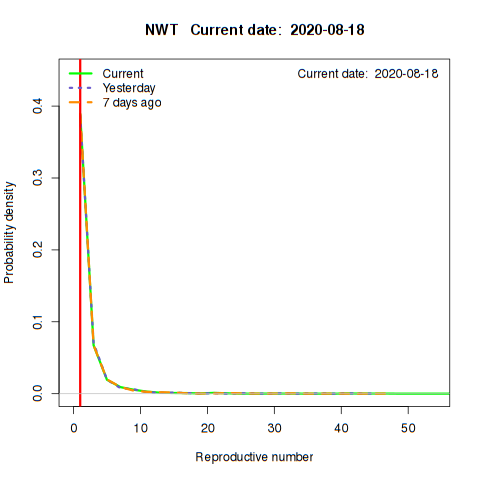 NWT Current date: 2020-08-18
Current
Current date: 2020-08-18
Yesterday
7 days ago
Probability density
0.4
0.3
0.2
0.1
0.0
0 10 20 30 40 50
Reproductive number